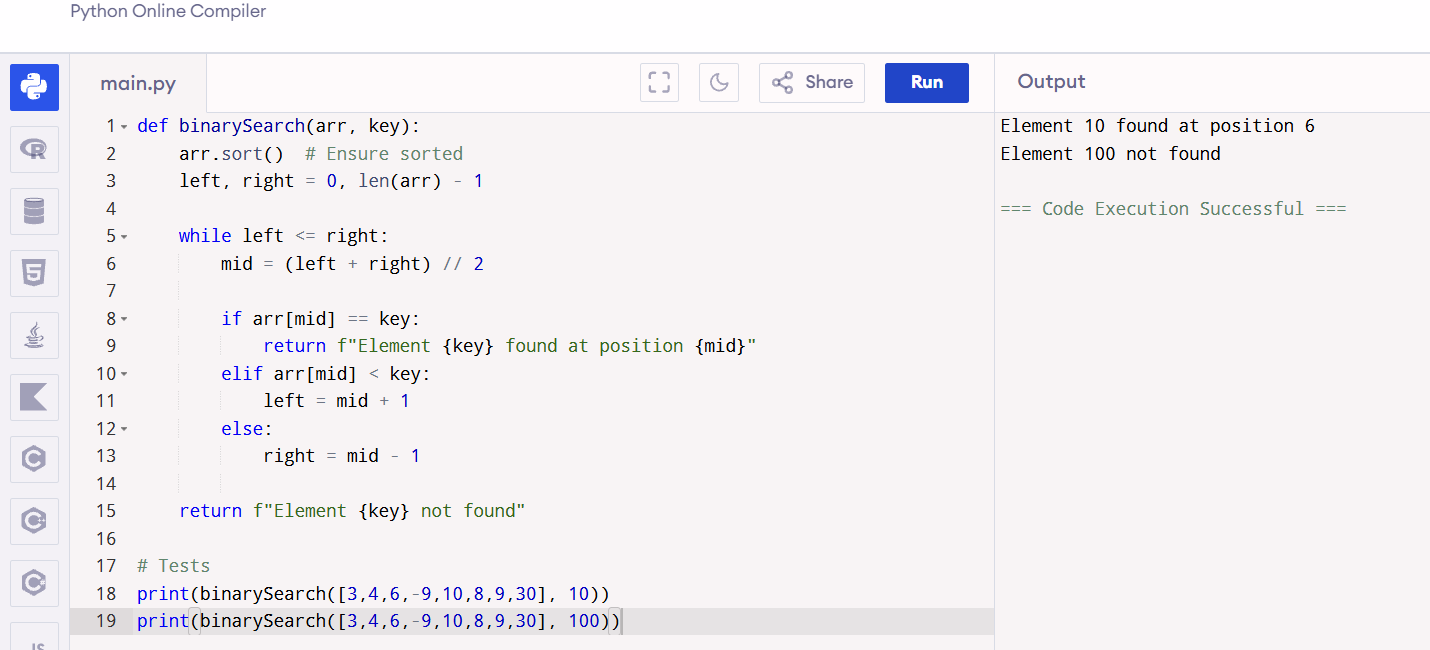 Python Online Compiler
main.py
Share
Run
Output
1 def binarySearch(arr, key):
2     arr.sort()  # Ensure sorted
3     left, right = 0, len(arr) - 1
4
5     while left <= right:
6         mid = (left + right) // 2
7
8         if arr[mid] == key:
9             return f"Element {key} found at position {mid}"
10         elif arr[mid] < key:
11             left = mid + 1
12         else:
13             right = mid - 1
14
15     return f"Element {key} not found"
16
17 # Tests
18 print(binarySearch([3,4,6,-9,10,8,9,30], 10))
19 print(binarySearch([3,4,6,-9,10,8,9,30], 100))
Element 10 found at position 6
Element 100 not found
=== Code Execution Successful ===
R
5
C
C
C
JS